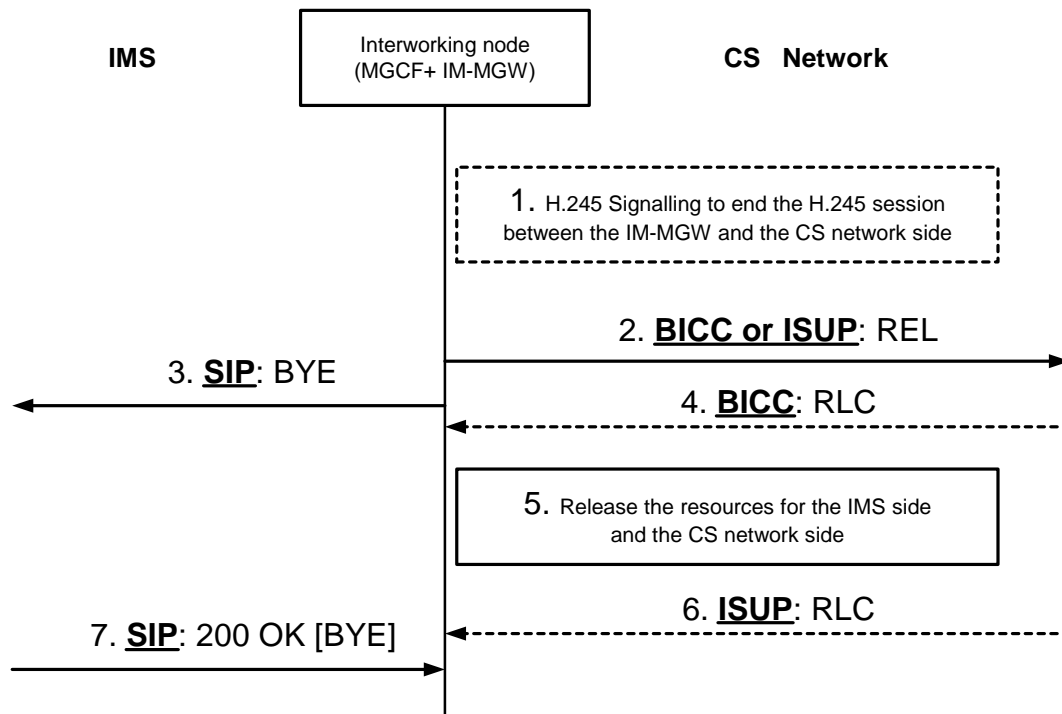 IMS
Interworking node
(MGCF+ IM-MGW)
CS Network
1. H.245 Signalling to end the H.245 session
between the IM-MGW and the CS network side
2. BICC or ISUP: REL
3. SIP: BYE
4. BICC: RLC
5. Release the resources for the IMS side
and the CS network side
6. ISUP: RLC
7. SIP: 200 OK [BYE]